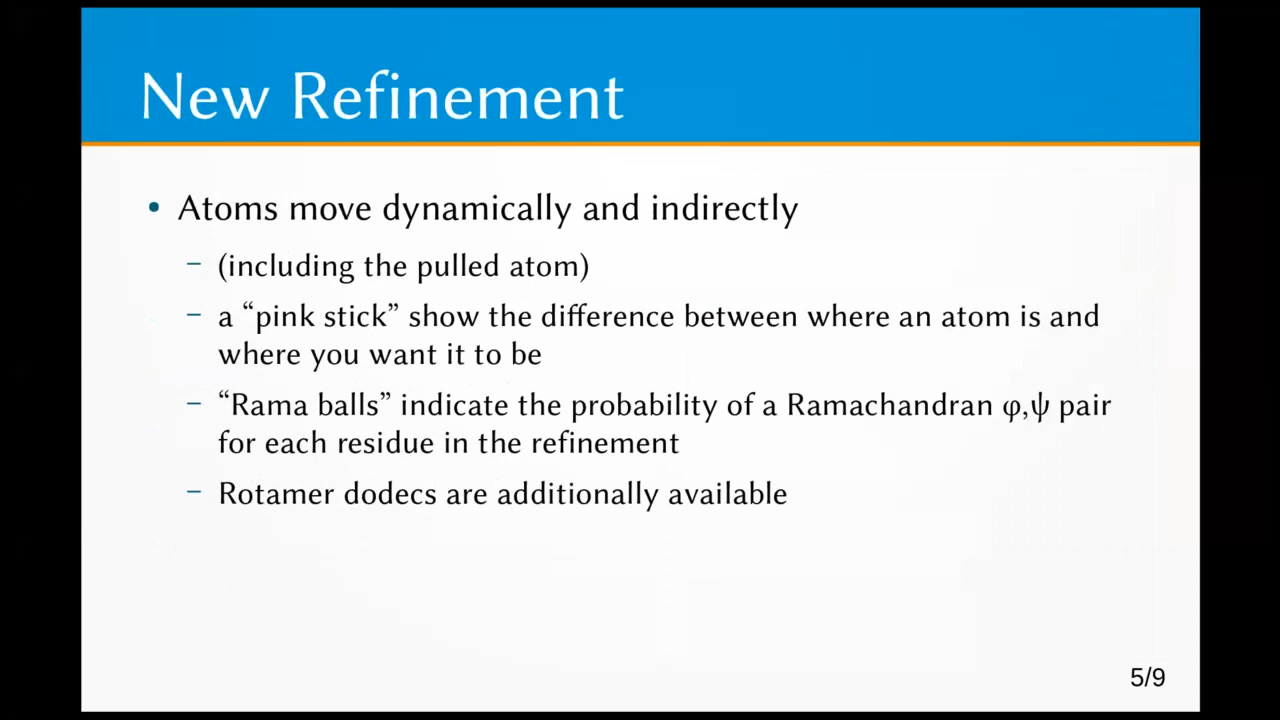 New Refinement
• Atoms move dynamically and indirectly
– (including the pulled atom)
– a “pink stick” show the difference between where an atom is and
where you want it to be
– “Rama balls” indicate the probability of a Ramachandran φ,ψ pair
for each residue in the refinement
– Rotamer dodecs are additionally available
5/9